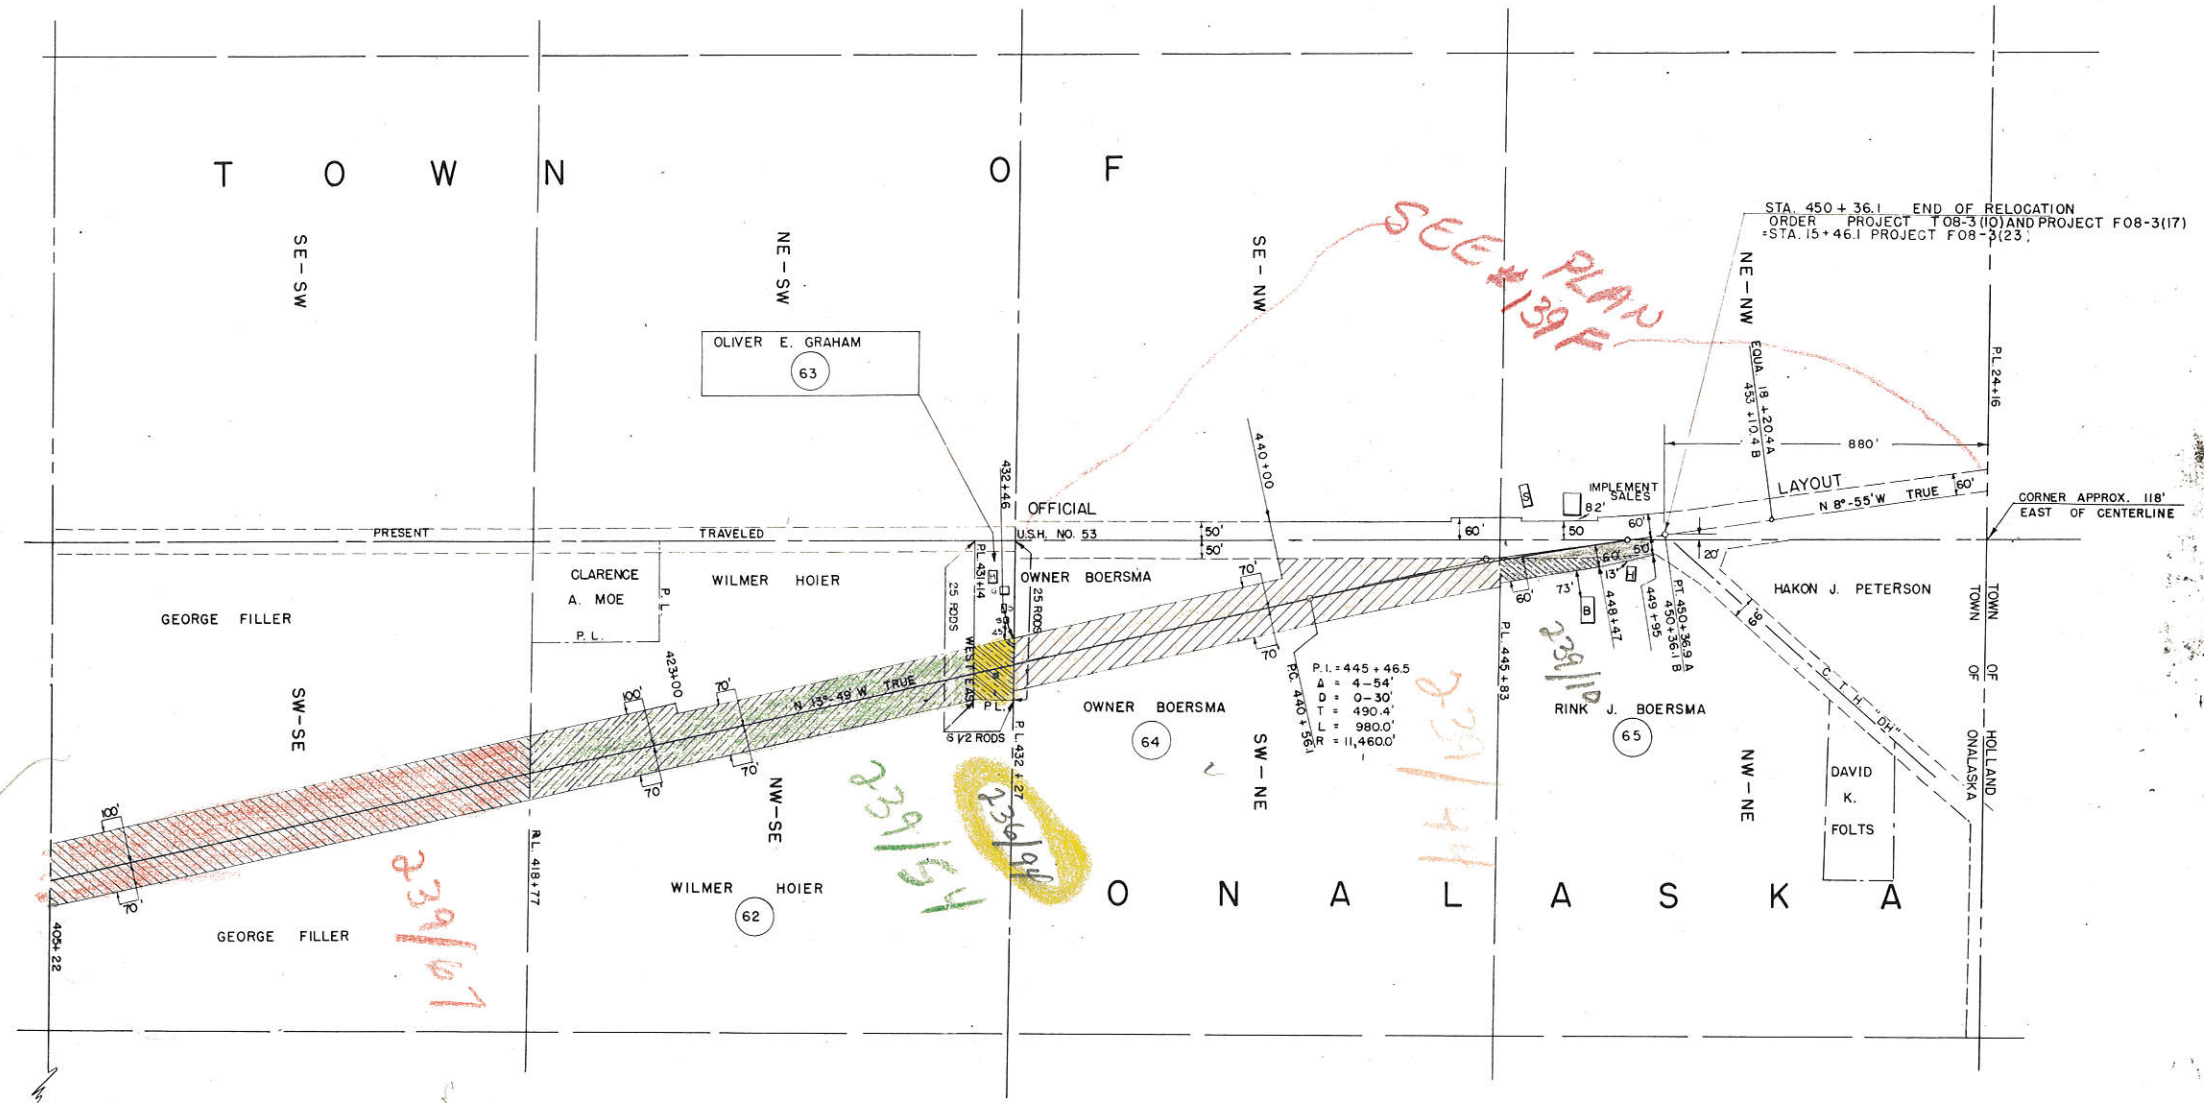 TOWN OF
SE-SW
NE-SW
SE-NW
NE-NW
SEE PLAN
#139F
STA. 450+36.1 END OF RELOCATION
ORDER PROJECT T08-3(10) AND PROJECT F08-3(17)
=STA. 15+46.1 PROJECT F08-3(23)
OLIVER E. GRAHAM
63
EQUA. 18+20.4 A
453+10.4 B
P.L. 24+16
880'
440+00
432+46
OFFICIAL
U.S.H. NO. 53
PRESENT
TRAVELED
50'
50'
60'
S
82'
IMPLEMENT
SALES
50
60'
LAYOUT
N 8°-55' W TRUE
60'
CORNER APPROX. 118'
EAST OF CENTERLINE
20'
CLARENCE
A. MOE
P.L.
P.L.
WILMER HOIER
GEORGE FILLER
P.L. 431+14
25 RODS
25 RODS
WEST
EAST
P.L.
6 1/2 RODS
OWNER BOERSMA
70'
70'
60'
50'
13'
H
73'
B
60'
448+47
449+95
P.T. 450+36.9 A
450+36.1 B
HAKON J. PETERSON
TOWN OF HOLLAND
TOWN OF ONALASKA
66'
C.T.H. "DH"
423+00
100'
70'
70'
70'
N 13°-49' W TRUE
P.C. 440+56.1
P.I. = 445+46.5
Δ = 4-54'
D = 0-30'
T = 490.4'
L = 980.0'
R = 11,460.0'
P.L. 445+83
239/10
RINK J. BOERSMA
65
OWNER BOERSMA
64
SW-SE
NW-SE
SW-NE
NW-NE
P.L. 432+27
100'
70'
P.L. 418+77
405+22
239/67
239/54
236/94
WILMER HOIER
62
GEORGE FILLER
DAVID
K.
FOLTS
ONALASKA